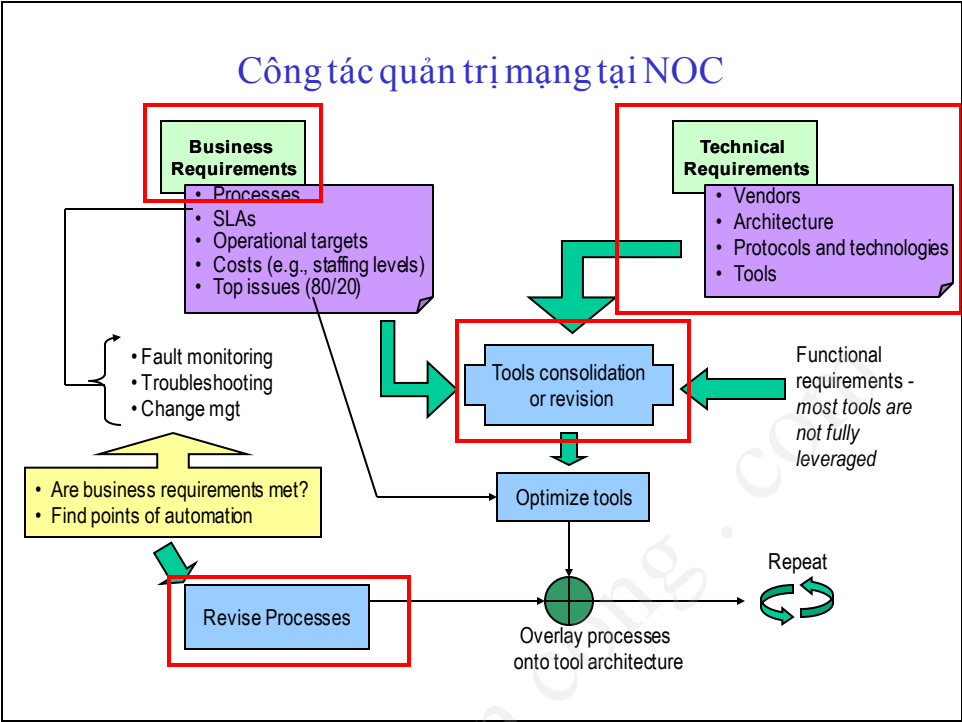 Công tác quản trị mạng tại NOC
Business
Requirements
• Processes
• SLAs
• Operational targets
• Costs (e.g., staffing levels)
• Top issues (80/20)
Technical
Requirements
• Vendors
• Architecture
• Protocols and technologies
• Tools
• Fault monitoring
• Troubleshooting
• Change mgt
Tools consolidation
or revision
Functional
requirements -
most tools are
not fully
leveraged
• Are business requirements met?
• Find points of automation
Optimize tools
Revise Processes
Overlay processes
onto tool architecture
Repeat
cong . com